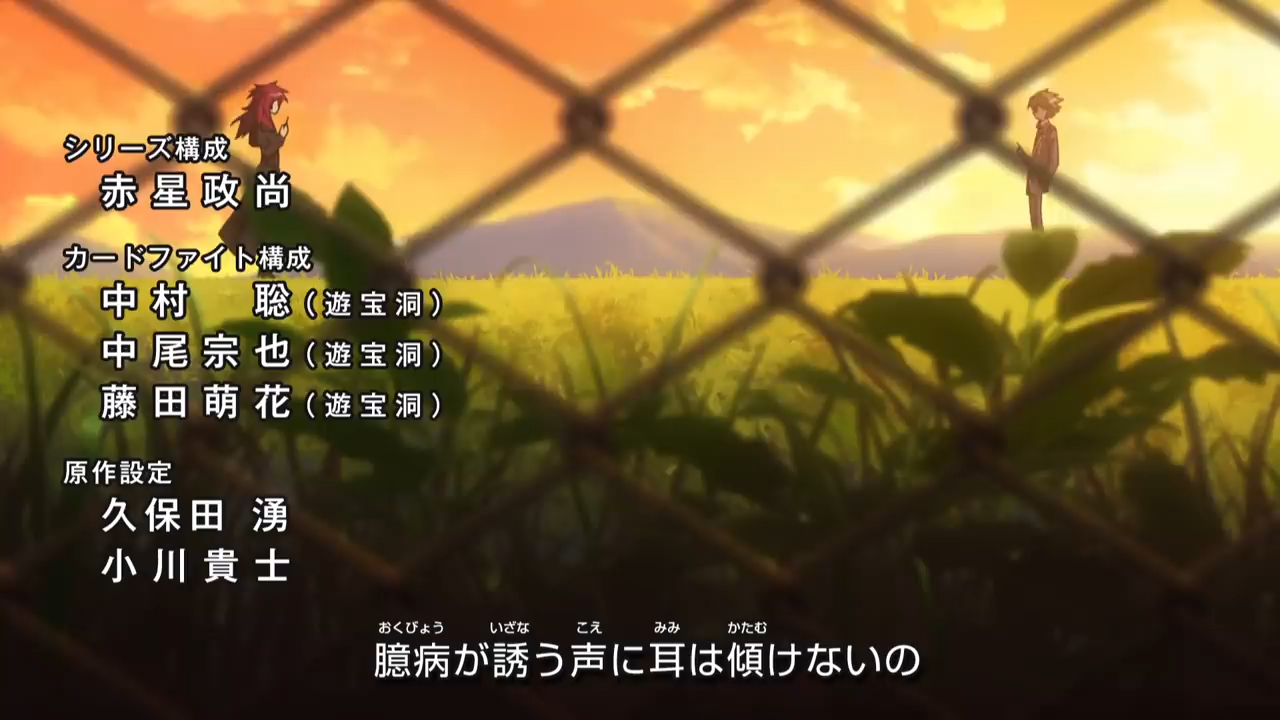 シリーズ構成
赤星政尚
カードファイト構成
中村 聡(遊宝洞)
中尾宗也(遊宝洞)
藤田萌花(遊宝洞)
原作設定
久保田 湧
小川貴士
おくびょう いざな こえ みみ かたむ
臆病が誘う声に耳は傾けないの